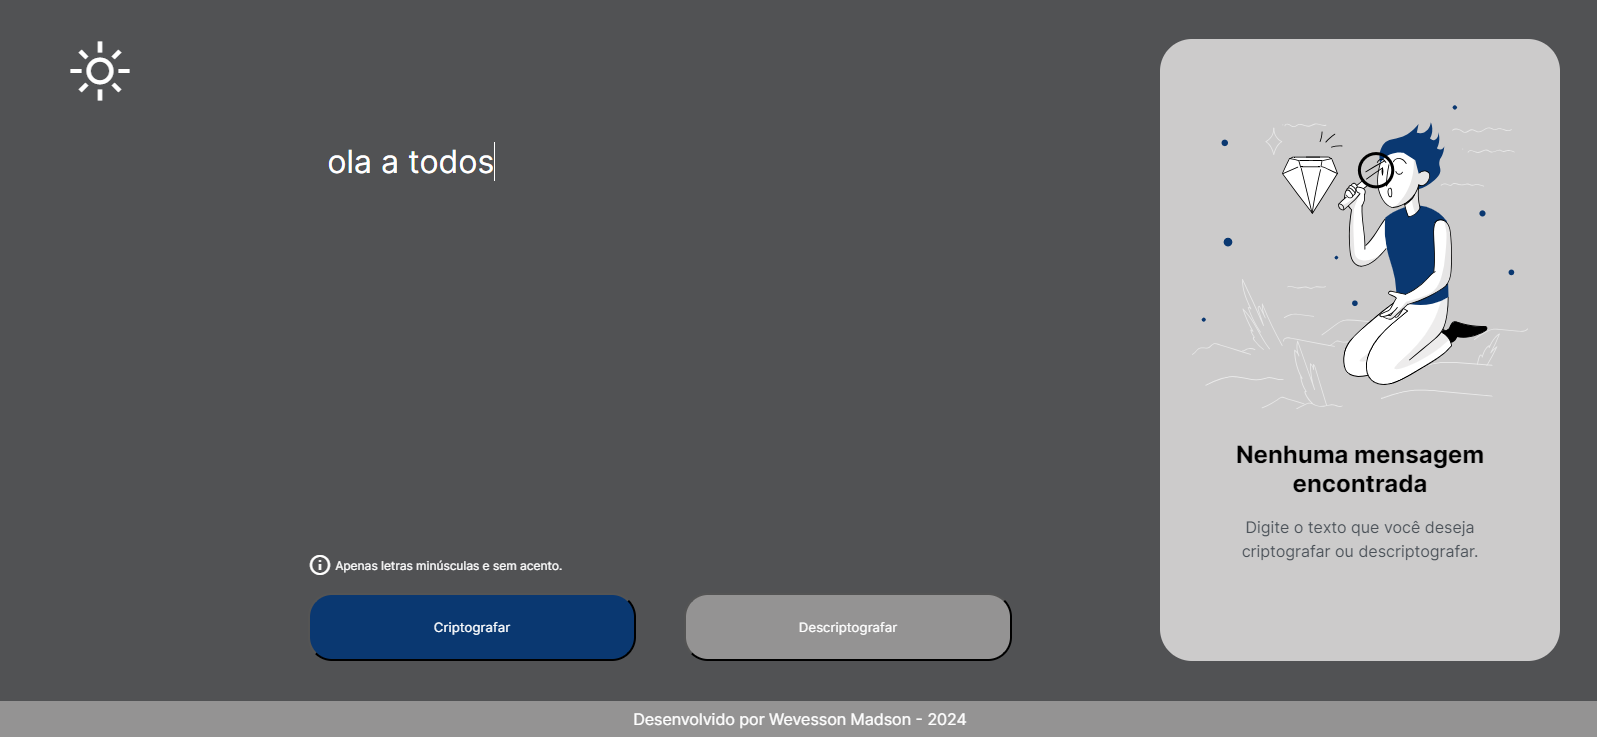 ola a todos
Apenas letras minúsculas e sem acento.
Criptografar
Descriptografar
Nenhuma mensagem
encontrada
Digite o texto que você deseja
criptografar ou descriptografar.
Desenvolvido por Wevesson Madson - 2024